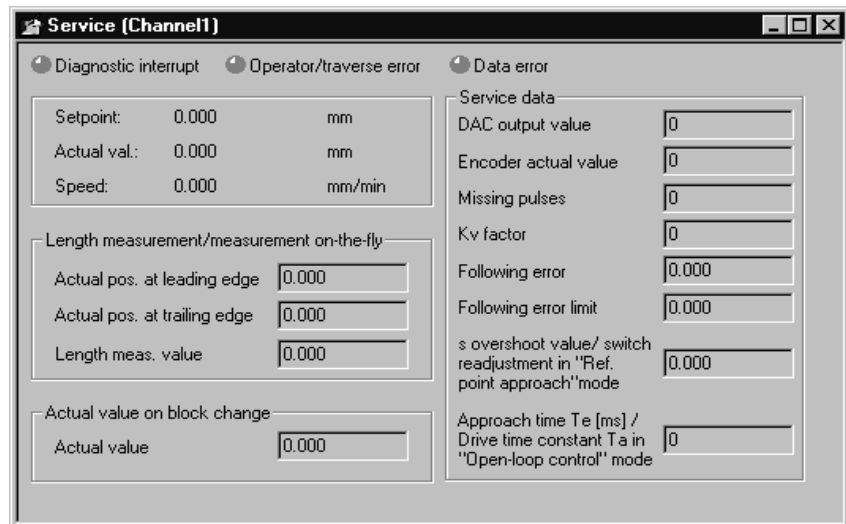 Service (Channel1)
Diagnostic interrupt Operator/traverse error Data error
Setpoint: 0.000 mm
Actual val.: 0.000 mm
Speed: 0.000 mm/min
Length measurement/measurement on-the-fly
Actual pos. at leading edge 0.000
Actual pos. at trailing edge 0.000
Length meas. value 0.000
Actual value on block change
Actual value 0.000
Service data
DAC output value 0
Encoder actual value 0
Missing pulses 0
Kv factor 0
Following error 0.000
Following error limit 0.000
s overshoot value/ switch
readjustment in "Ref. 0.000
point approach"mode
Approach time Te [ms] /
Drive time constant Ta in 0
"Open-loop control" mode